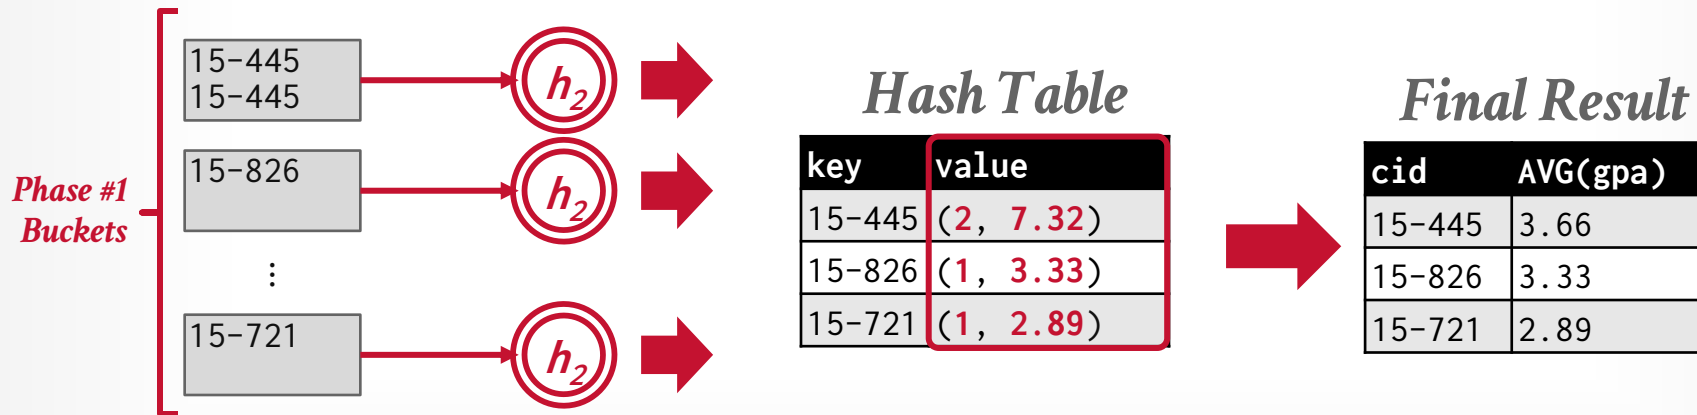 Phase #1
Buckets
15-445
15-445
15-826
⋮
15-721
h2
h2
h2
Hash Table
key value
15-445 (2, 7.32)
15-826 (1, 3.33)
15-721 (1, 2.89)
Final Result
cid AVG(gpa)
15-445 3.66
15-826 3.33
15-721 2.89